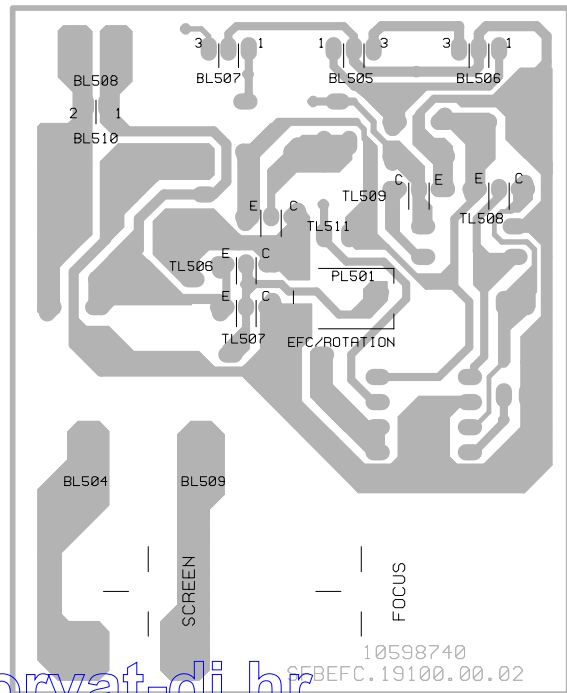 3 1 1 3 3 1
BL507 BL505 BL506
BL508
2 1
BL510
C E E C
TL509
TL508
E C
TL511
TL506 E C
PL501
E C
TL507 EFC/ROTATION
BL504 BL509
SCREEN
FOCUS
10598740
SEBEFC.19100.00.02